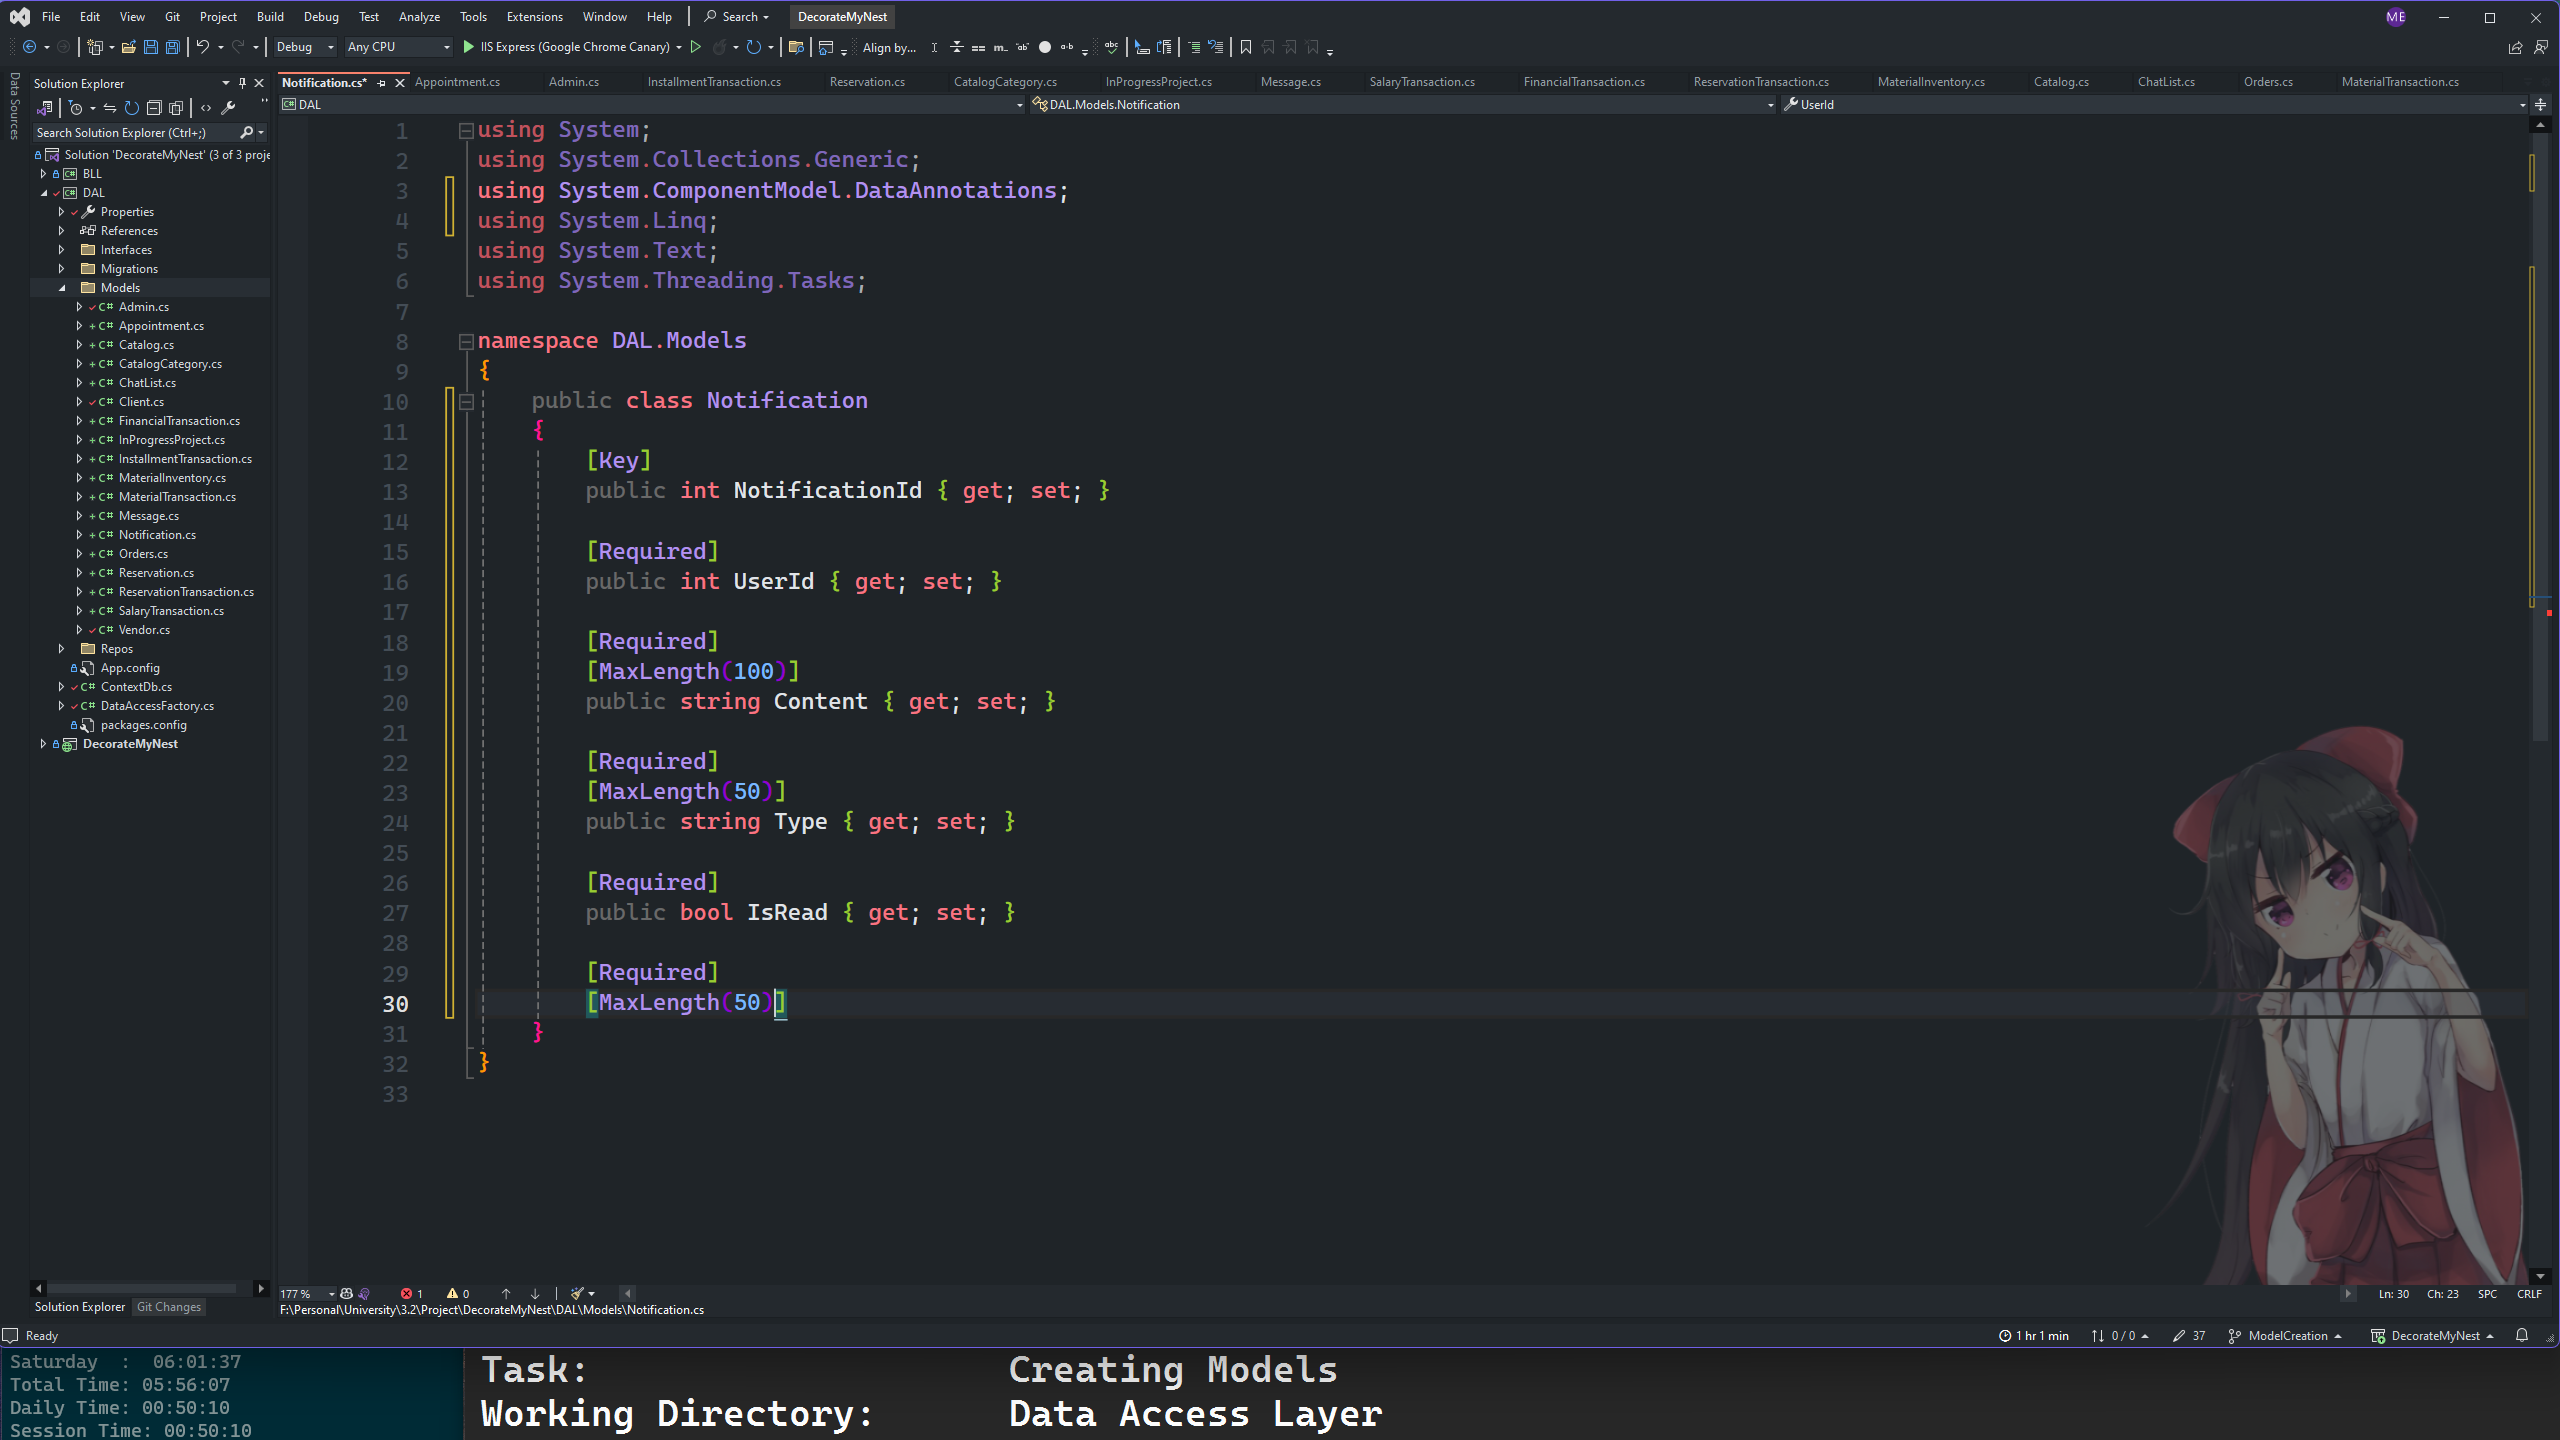 File Edit View Git Project Build Debug Test Analyze Tools Extensions Window Help Search DecorateMyNest ME
Debug Any CPU IIS Express (Google Chrome Canary) Align by...
Data Sources
Solution Explorer
Notification.cs* Appointment.cs Admin.cs InstallmentTransaction.cs Reservation.cs CatalogCategory.cs InProgressProject.cs Message.cs SalaryTransaction.cs FinancialTransaction.cs ReservationTransaction.cs MaterialInventory.cs Catalog.cs ChatList.cs Orders.cs MaterialTransaction.cs
DAL DAL.Models.Notification UserId
Search Solution Explorer (Ctrl+;)
Solution 'DecorateMyNest' (3 of 3 proje
BLL
DAL
Properties
References
Interfaces
Migrations
Models
C# Admin.cs
C# Appointment.cs
C# Catalog.cs
C# CatalogCategory.cs
C# ChatList.cs
C# Client.cs
C# FinancialTransaction.cs
C# InProgressProject.cs
C# InstallmentTransaction.cs
C# MaterialInventory.cs
C# MaterialTransaction.cs
C# Message.cs
C# Notification.cs
C# Orders.cs
C# Reservation.cs
C# ReservationTransaction.cs
C# SalaryTransaction.cs
C# Vendor.cs
Repos
App.config
C# ContextDb.cs
C# DataAccessFactory.cs
packages.config
DecorateMyNest
1 using System;
2 using System.Collections.Generic;
3 using System.ComponentModel.DataAnnotations;
4 using System.Linq;
5 using System.Text;
6 using System.Threading.Tasks;
7
8 namespace DAL.Models
9 {
10 public class Notification
11 {
12 [Key]
13 public int NotificationId { get; set; }
14
15 [Required]
16 public int UserId { get; set; }
17
18 [Required]
19 [MaxLength(100)]
20 public string Content { get; set; }
21
22 [Required]
23 [MaxLength(50)]
24 public string Type { get; set; }
25
26 [Required]
27 public bool IsRead { get; set; }
28
29 [Required]
30 [MaxLength(50)]
31 }
32 }
33
177 % 1 0 Ln: 30 Ch: 23 SPC CRLF
Solution Explorer Git Changes
F:\Personal\University\3.2\Project\DecorateMyNest\DAL\Models\Notification.cs
Ready 1 hr 1 min 0 / 0 37 ModelCreation DecorateMyNest
Saturday : 06:01:37
Total Time: 05:56:07
Daily Time: 00:50:10
Session Time: 00:50:10
Task: Creating Models
Working Directory: Data Access Layer